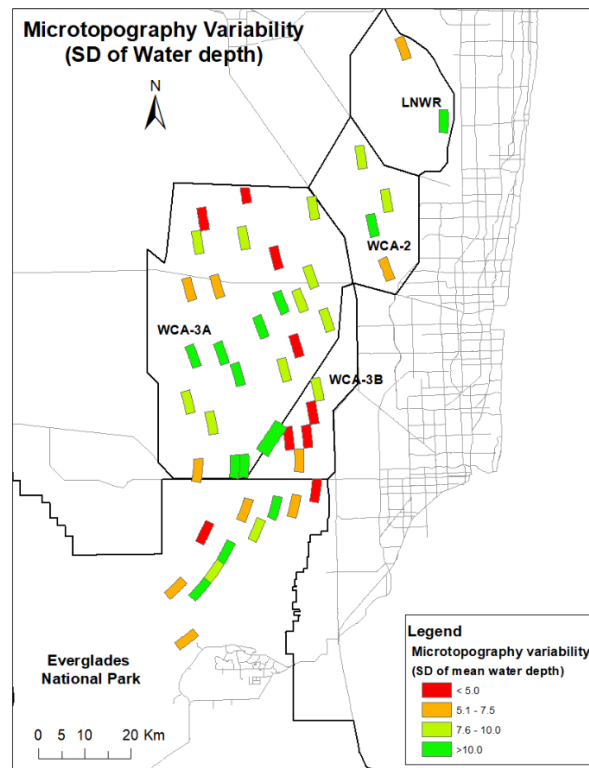 Microtopography Variability
(SD of Water depth)
N
LNWR
WCA-2
WCA-3A
WCA-3B
Everglades
National Park
0 5 10 20 Km
Legend
Microtopography variability
(SD of mean water depth)
< 5.0
5.1 - 7.5
7.6 - 10.0
>10.0